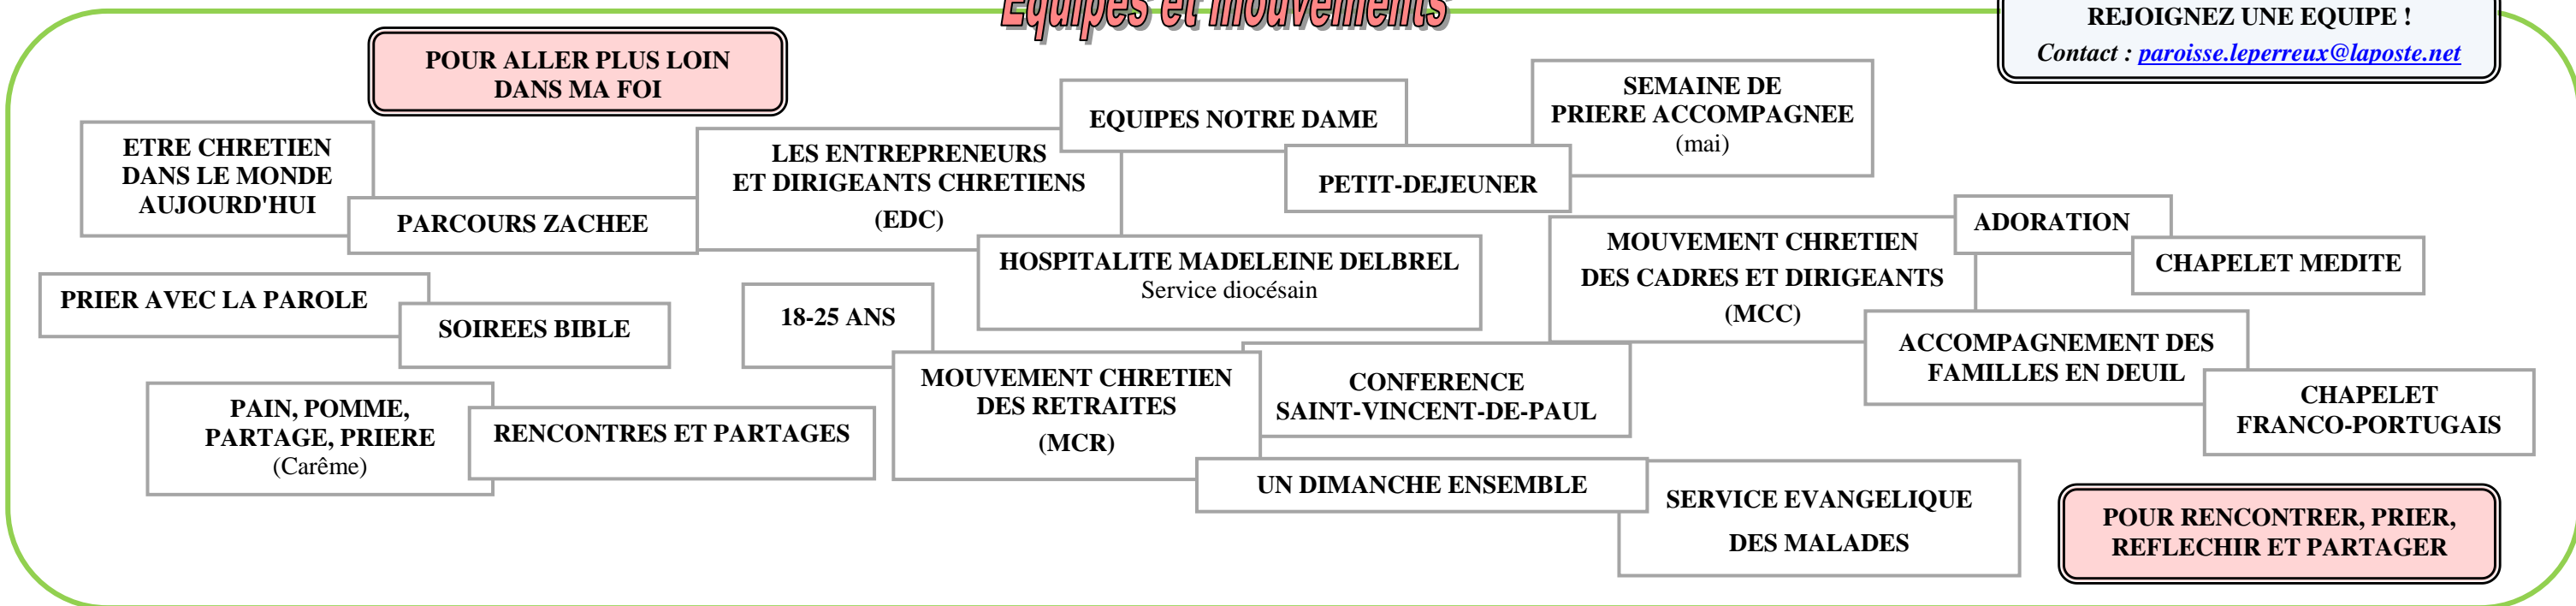 Equipes et mouvements
REJOIGNEZ UNE EQUIPE !
Contact : paroisse.leperreux@laposte.net
POUR ALLER PLUS LOIN
DANS MA FOI
ETRE CHRETIEN
DANS LE MONDE
AUJOURD'HUI
PARCOURS ZACHEE
LES ENTREPRENEURS
ET DIRIGEANTS CHRETIENS
(EDC)
EQUIPES NOTRE DAME
PETIT-DEJEUNER
SEMAINE DE
PRIERE ACCOMPAGNEE
(mai)
HOSPITALITE MADELEINE DELBREL
Service diocésain
MOUVEMENT CHRETIEN
DES CADRES ET DIRIGEANTS
(MCC)
ADORATION
CHAPELET MEDITE
PRIER AVEC LA PAROLE
SOIREES BIBLE
18-25 ANS
MOUVEMENT CHRETIEN
DES RETRAITES
(MCR)
CONFERENCE
SAINT-VINCENT-DE-PAUL
ACCOMPAGNEMENT DES
FAMILLES EN DEUIL
CHAPELET
FRANCO-PORTUGAIS
PAIN, POMME,
PARTAGE, PRIERE
(Carême)
RENCONTRES ET PARTAGES
UN DIMANCHE ENSEMBLE
SERVICE EVANGELIQUE
DES MALADES
POUR RENCONTRER, PRIER,
REFLECHIR ET PARTAGER